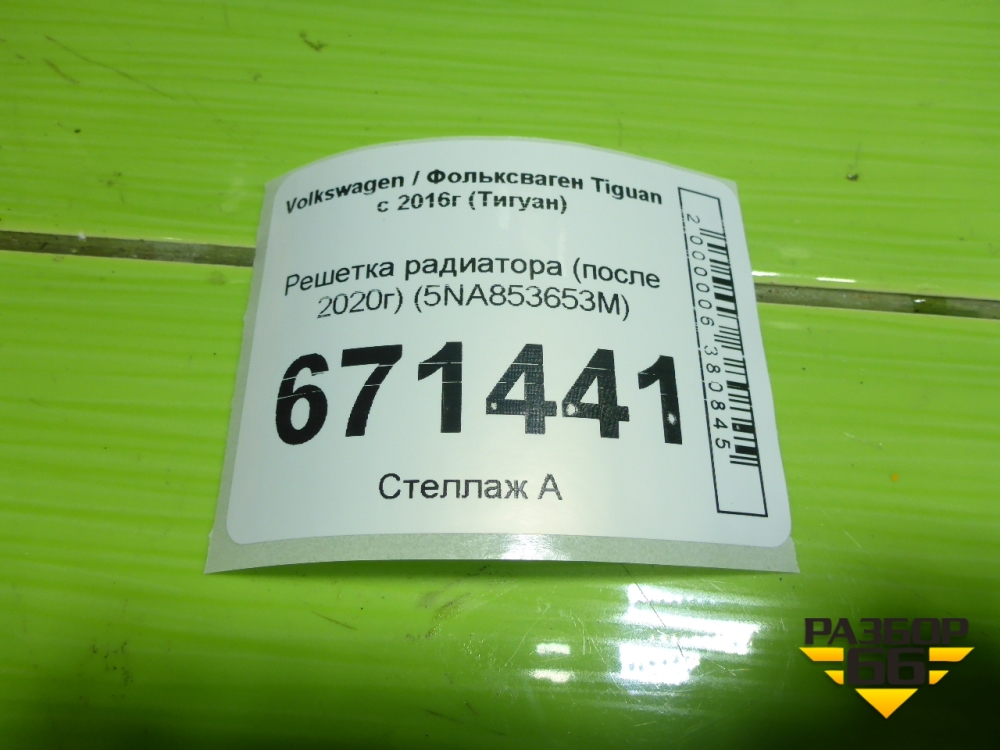 Volkswagen / Фольксваген Tiguan
с 2016г (Тигуан)
Решетка радиатора (после
2020г) (5NA853653M)
671441
Стеллаж А
2000006380845
РАЗБОР
66